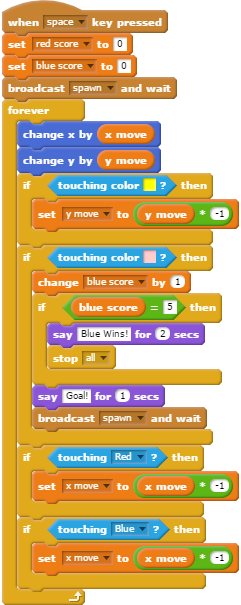 when space key pressed
set red score to 0
set blue score to 0
broadcast spawn and wait
forever
change x by x move
change y by y move
if touching color ? then
set y move to y move * -1
if touching color ? then
change blue score by 1
if blue score = 5 then
say Blue Wins! for 2 secs
stop all
say Goal! for 1 secs
broadcast spawn and wait
if touching Red ? then
set x move to x move * -1
if touching Blue ? then
set x move to x move * -1